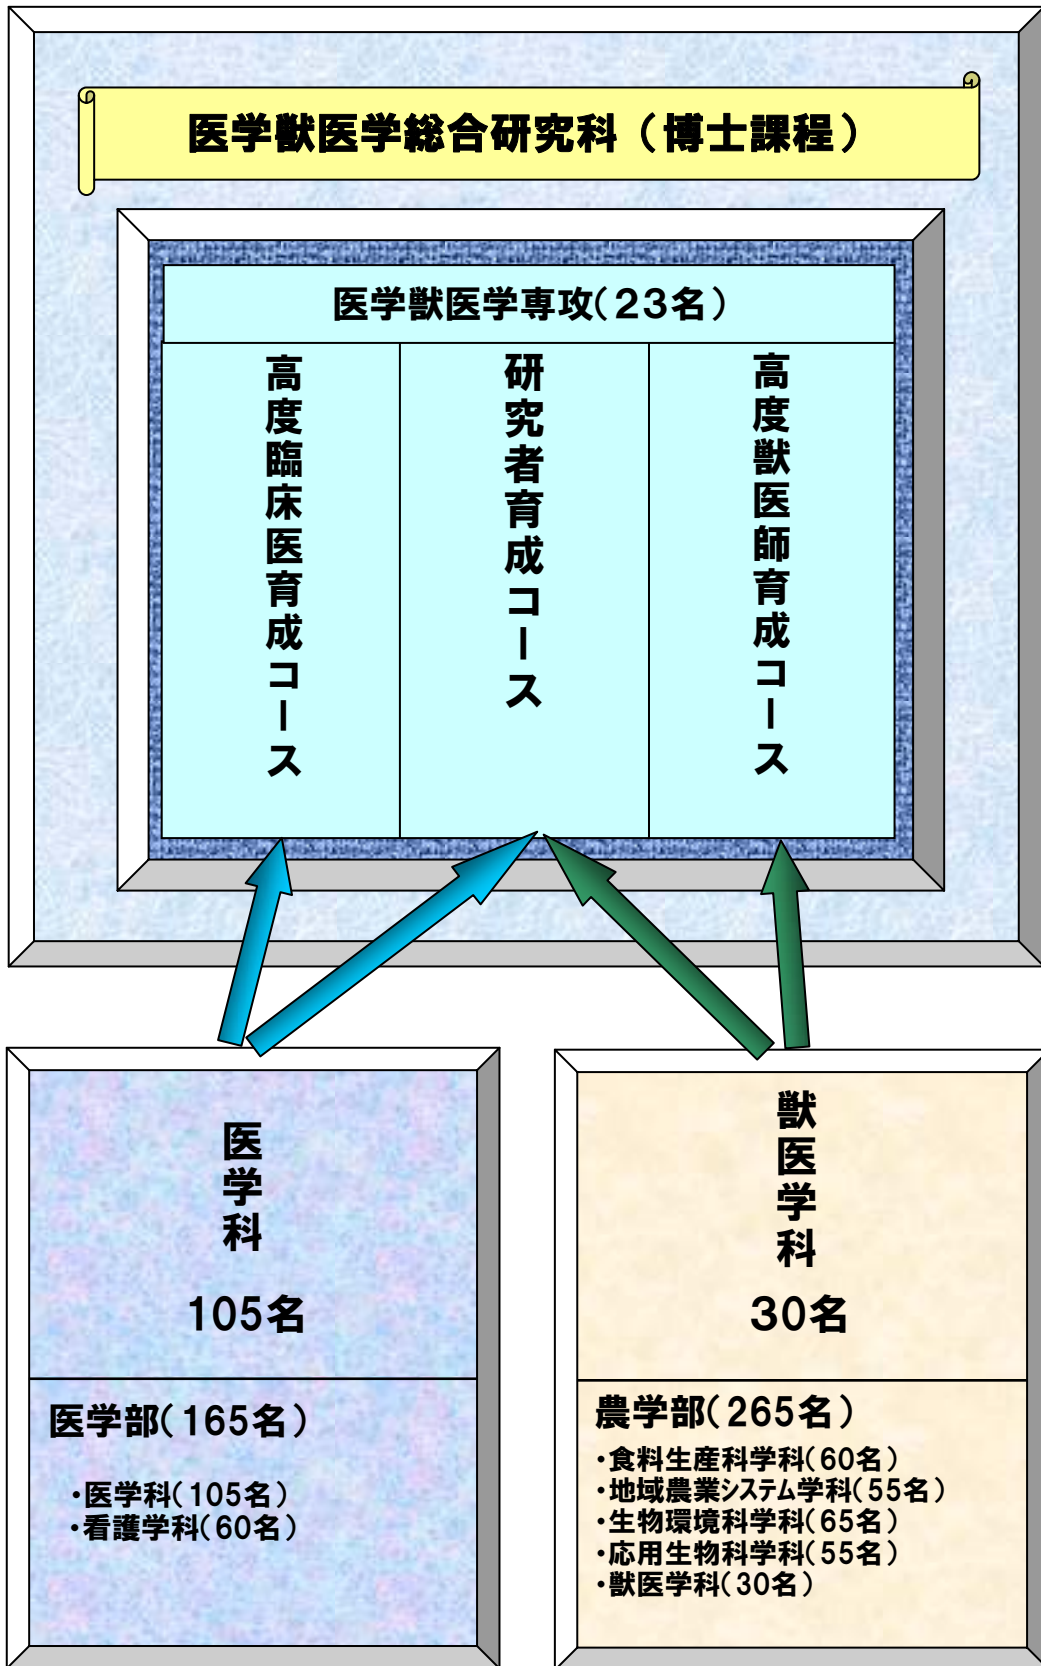 医学獣医学総合研究科（博士課程）
医学獣医学専攻（２３名）
高度臨床医育成コース
研究者育成コース
高度獣医師育成コース
医学科
105名
獣医学科
30名
医学部（165名）
・医学科（105名）
・看護学科（60名）
農学部（265名）
・食料生産科学科（60名）
・地域農業システム学科（55名）
・生物環境科学科（65名）
・応用生物科学科（55名）
・獣医学科（30名）